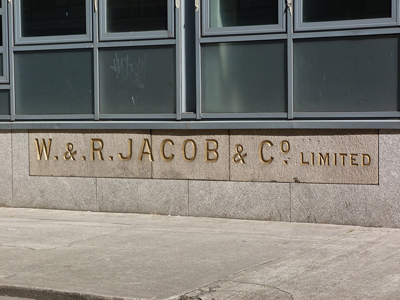 W. & R. JACOB & Cº. LIMITED